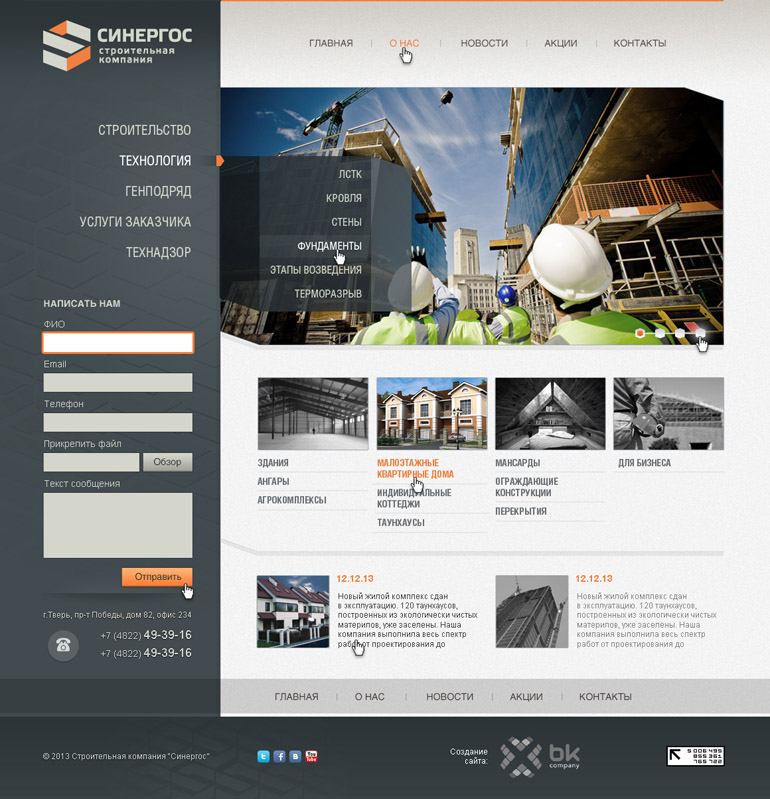 СИНЕРГОС
строительная
компания
ГЛАВНАЯ
О НАС
НОВОСТИ
АКЦИИ
КОНТАКТЫ
СТРОИТЕЛЬСТВО
ТЕХНОЛОГИЯ
ГЕНПОДРЯД
УСЛУГИ ЗАКАЗЧИКА
ТЕХНАДЗОР
ЛСТК
КРОВЛЯ
СТЕНЫ
ФУНДАМЕНТЫ
ЭТАПЫ ВОЗВЕДЕНИЯ
ТЕРМОРАЗРЫВ
НАПИСАТЬ НАМ
ФИО
Email
Телефон
Прикрепить файл
Обзор
Текст сообщения
Отправить
г.Тверь, пр-т Победы, дом 82, офис 234
+7 (4822) 49-39-16
+7 (4822) 49-39-16
ЗДАНИЯ
АНГАРЫ
АГРОКОМПЛЕКСЫ
МАЛОЭТАЖНЫЕ
КВАРТИРНЫЕ ДОМА
ИНДИВИДУАЛЬНЫЕ
КОТТЕДЖИ
ТАУНХАУСЫ
МАНСАРДЫ
ОГРАЖДАЮЩИЕ
КОНСТРУКЦИИ
ПЕРЕКРЫТИЯ
ДЛЯ БИЗНЕСА
12.12.13
Новый жилой комплекс сдан
в эксплуатацию. 120 таунхаусов,
построенных из экологически чистых
материлов, уже заселены. Наша
компания выполнила весь спектр
работ от проектирования до
12.12.13
Новый жилой комплекс сдан
в эксплуатацию. 120 таунхаусов,
построенных из экологически чистых
материлов, уже заселены. Наша
компания выполнила весь спектр
работ от проектирования до
ГЛАВНАЯ
О НАС
НОВОСТИ
АКЦИИ
КОНТАКТЫ
© 2013 Строительная компания "Синергос"
You
Tube
Создание
сайта:
bk
company
5 006 495
855 361
765 722